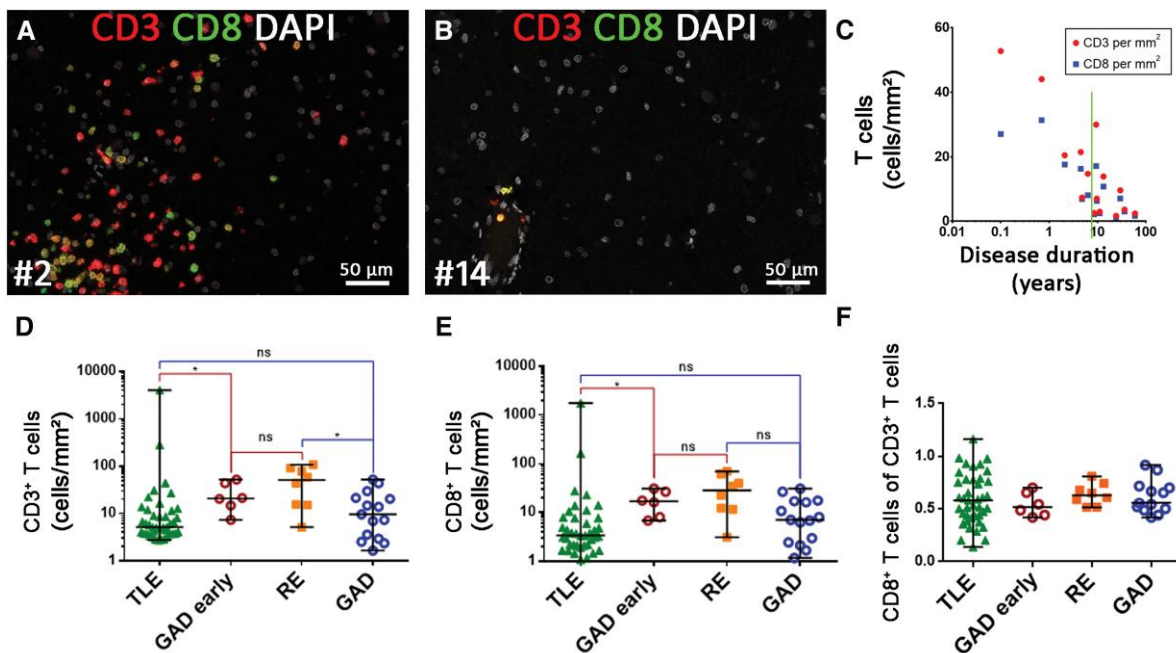 A
CD3 CD8 DAPI
#2
50 µm
B
CD3 CD8 DAPI
#14
50 µm
C
60
40
20
0
0.01
0.1
1
10
100
T cells
(cells/mm²)
Disease duration
(years)
CD3 per mm²
CD8 per mm²
D
ns
*
ns
*
10000
1000
100
10
1
CD3⁺ T cells
(cells/mm²)
TLE
GAD early
RE
GAD
E
ns
*
ns
ns
10000
1000
100
10
1
CD8⁺ T cells
(cells/mm²)
TLE
GAD early
RE
GAD
F
CD8⁺ T cells of CD3⁺ T cells
1.5
1.0
0.5
0.0
TLE
GAD early
RE
GAD